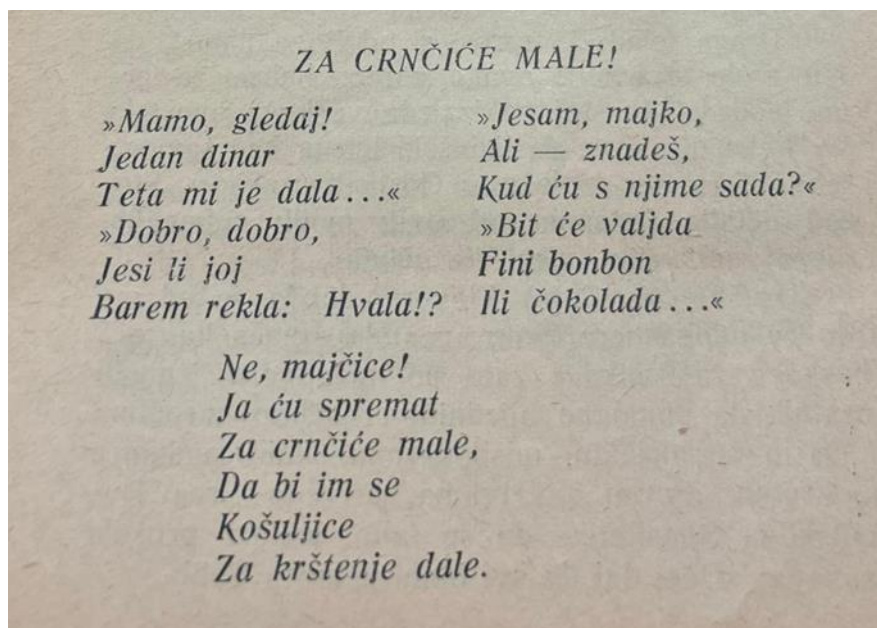 ZA CRNČIĆE MALE!
»Mamo, gledaj!
Jedan dinar
Teta mi je dala...«
»Dobro, dobro,
Jesi li joj
Barem rekla: Hvala!?
»Jesam, majko,
Ali — znadeš,
Kud ću s njime sada?«
»Bit će valjda
Fini bonbon
Ili čokolada...«
Ne, majčice!
Ja ću spremat
Za crnčiće male,
Da bi im se
Košuljice
Za krštenje dale.